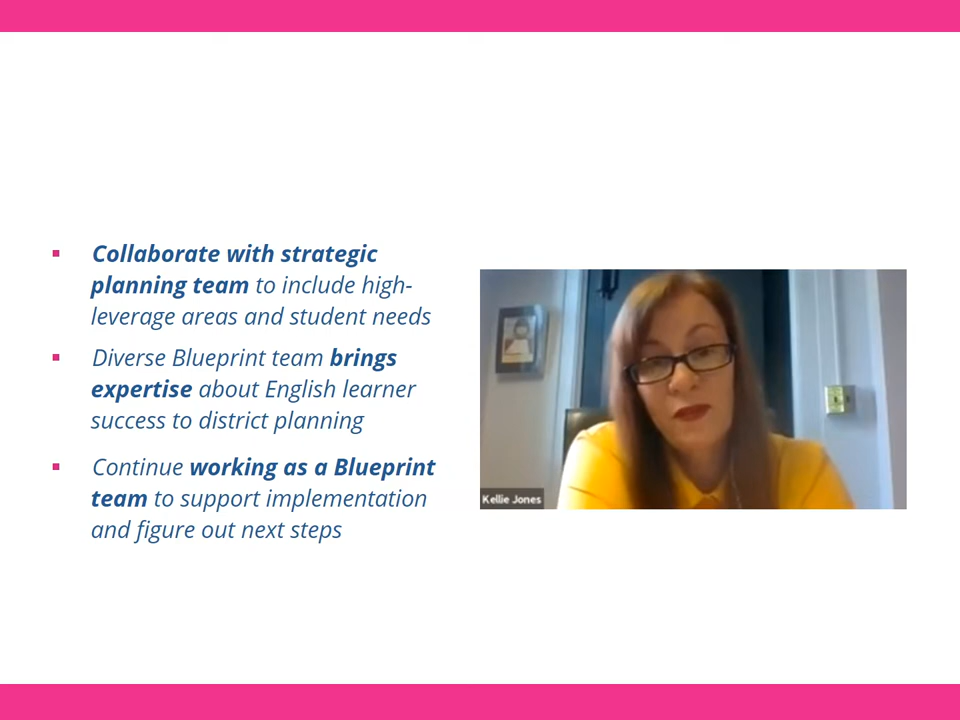 Collaborate with strategic
planning team to include high-
leverage areas and student needs
Diverse Blueprint team brings
expertise about English learner
success to district planning
Continue working as a Blueprint
team to support implementation
and figure out next steps
Kellie Jones